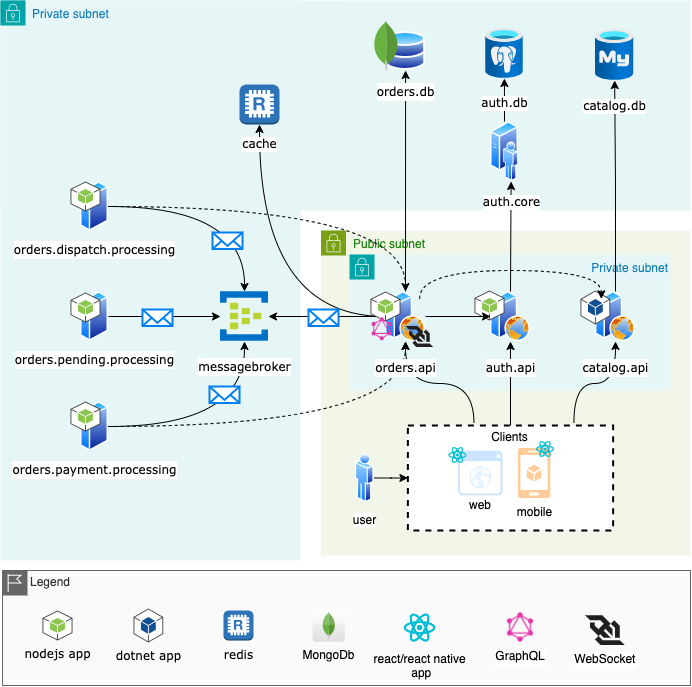 Private subnet
orders.db
auth.db
catalog.db
R
My
cache
auth.core
orders.dispatch.processing
Public subnet
Private subnet
orders.pending.processing
messagebroker
orders.api
auth.api
catalog.api
orders.payment.processing
Clients
web
mobile
user
Legend
R
nodejs app
dotnet app
redis
MongoDb
react/react native
app
GraphQL
WebSocket